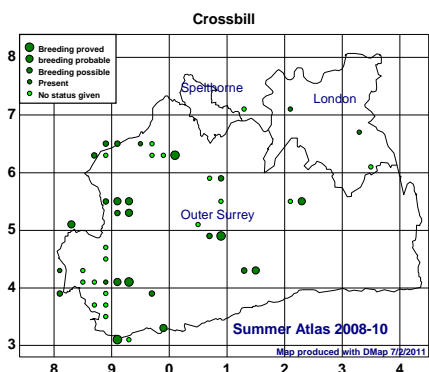 Crossbill
8
7
6
5
4
3
Breeding proved
breeding probable
Breeding possible
Present
No status given
Spelthorne
London
Outer Surrey
Summer Atlas 2008-10
Map produced with DMap 7/2/2011
8 9 0 1 2 3 4